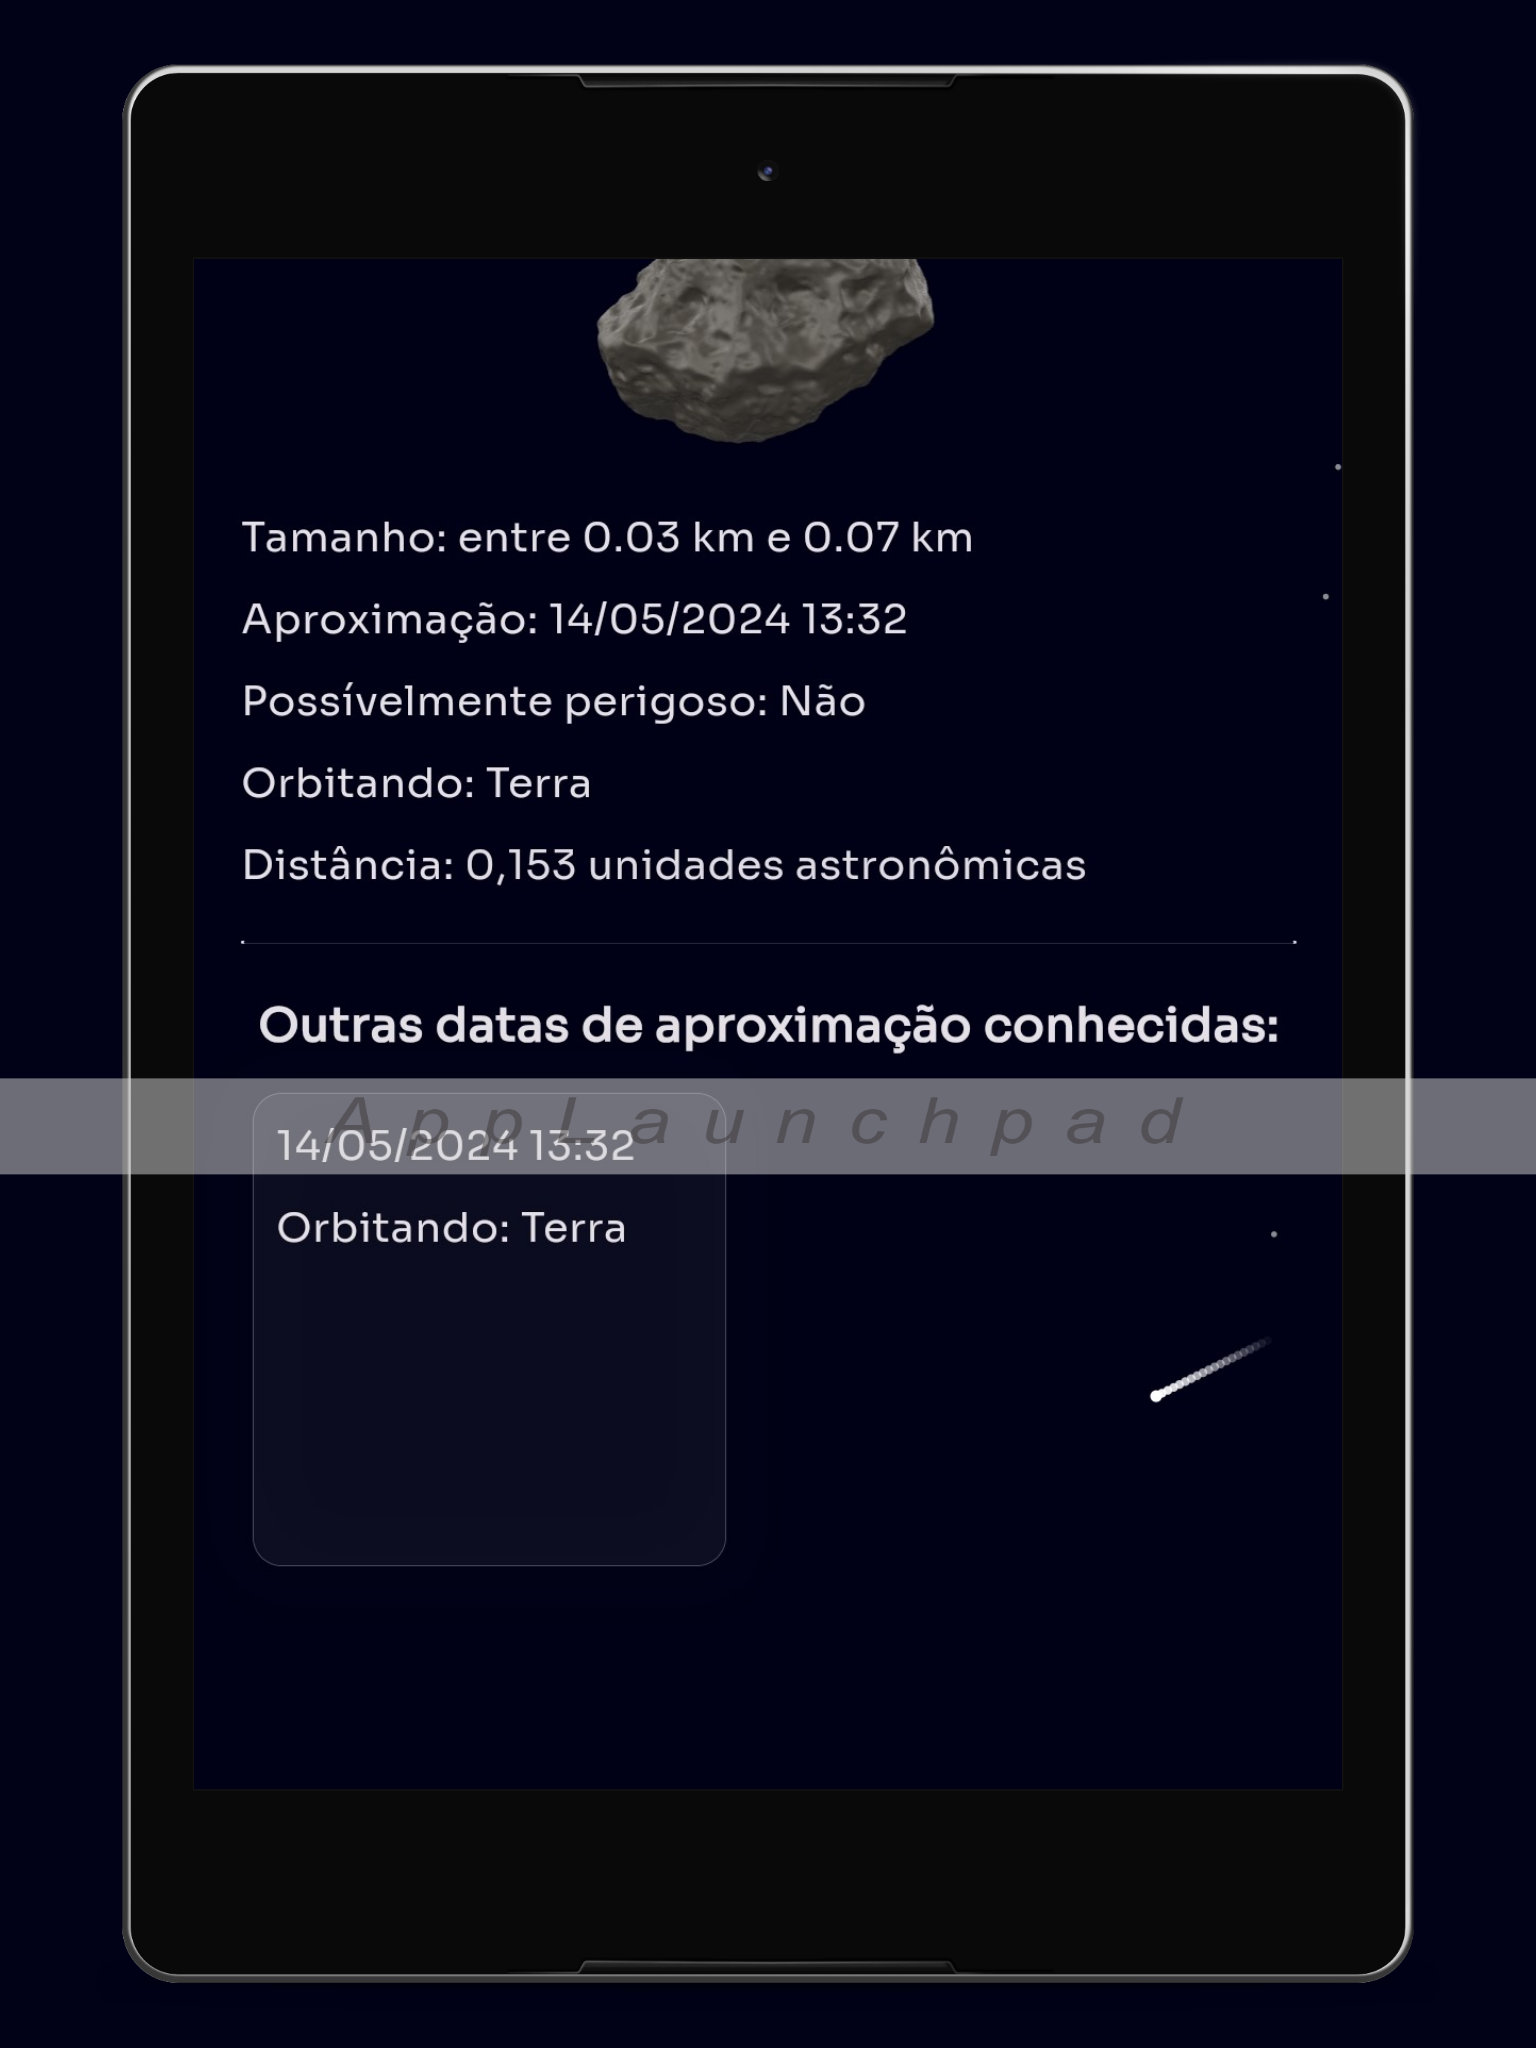 Tamanho: entre 0.03 km e 0.07 km
Aproximação: 14/05/2024 13:32
Possívelmente perigoso: Não
Orbitando: Terra
Distância: 0,153 unidades astronômicas
Outras datas de aproximação conhecidas:
AppLaunchpad
14/05/2024 13:32
Orbitando: Terra